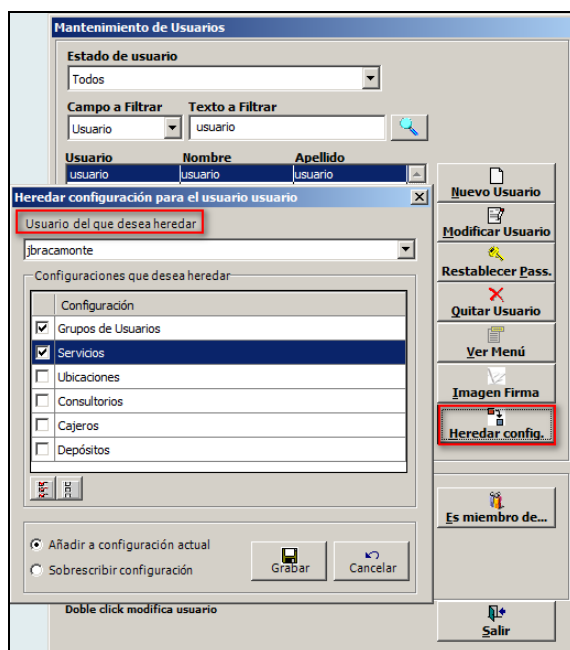 Mantenimiento de Usuarios
Estado de usuario
Todos
Campo a Filtrar Texto a Filtrar
Usuario usuario
Usuario Nombre Apellido
usuario usuario usuario
Nuevo Usuario
Modificar Usuario
Restablecer Pass.
Quitar Usuario
Ver Menú
Imagen Firma
Heredar config.
Es miembro de...
Salir
Heredar configuración para el usuario usuario
Usuario del que desea heredar
jbracamonte
Configuraciones que desea heredar
Configuración
Grupos de Usuarios
Servicios
Ubicaciones
Consultorios
Cajeros
Depósitos
Añadir a configuración actual
Sobrescribir configuración
Grabar Cancelar
Doble click modifica usuario